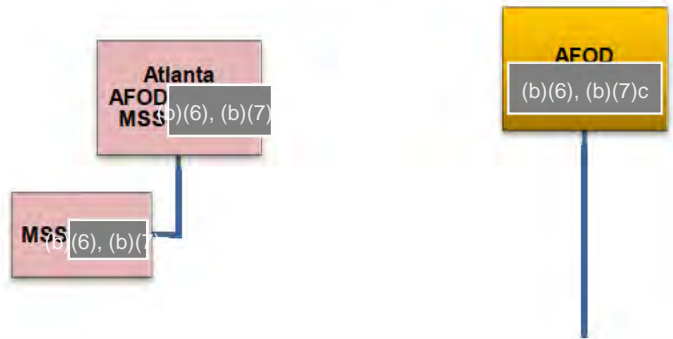 Atlanta
AFOD
MSS (b)(6), (b)(7)
MSS (b)(6), (b)(7)
AFOD
(b)(6), (b)(7)c